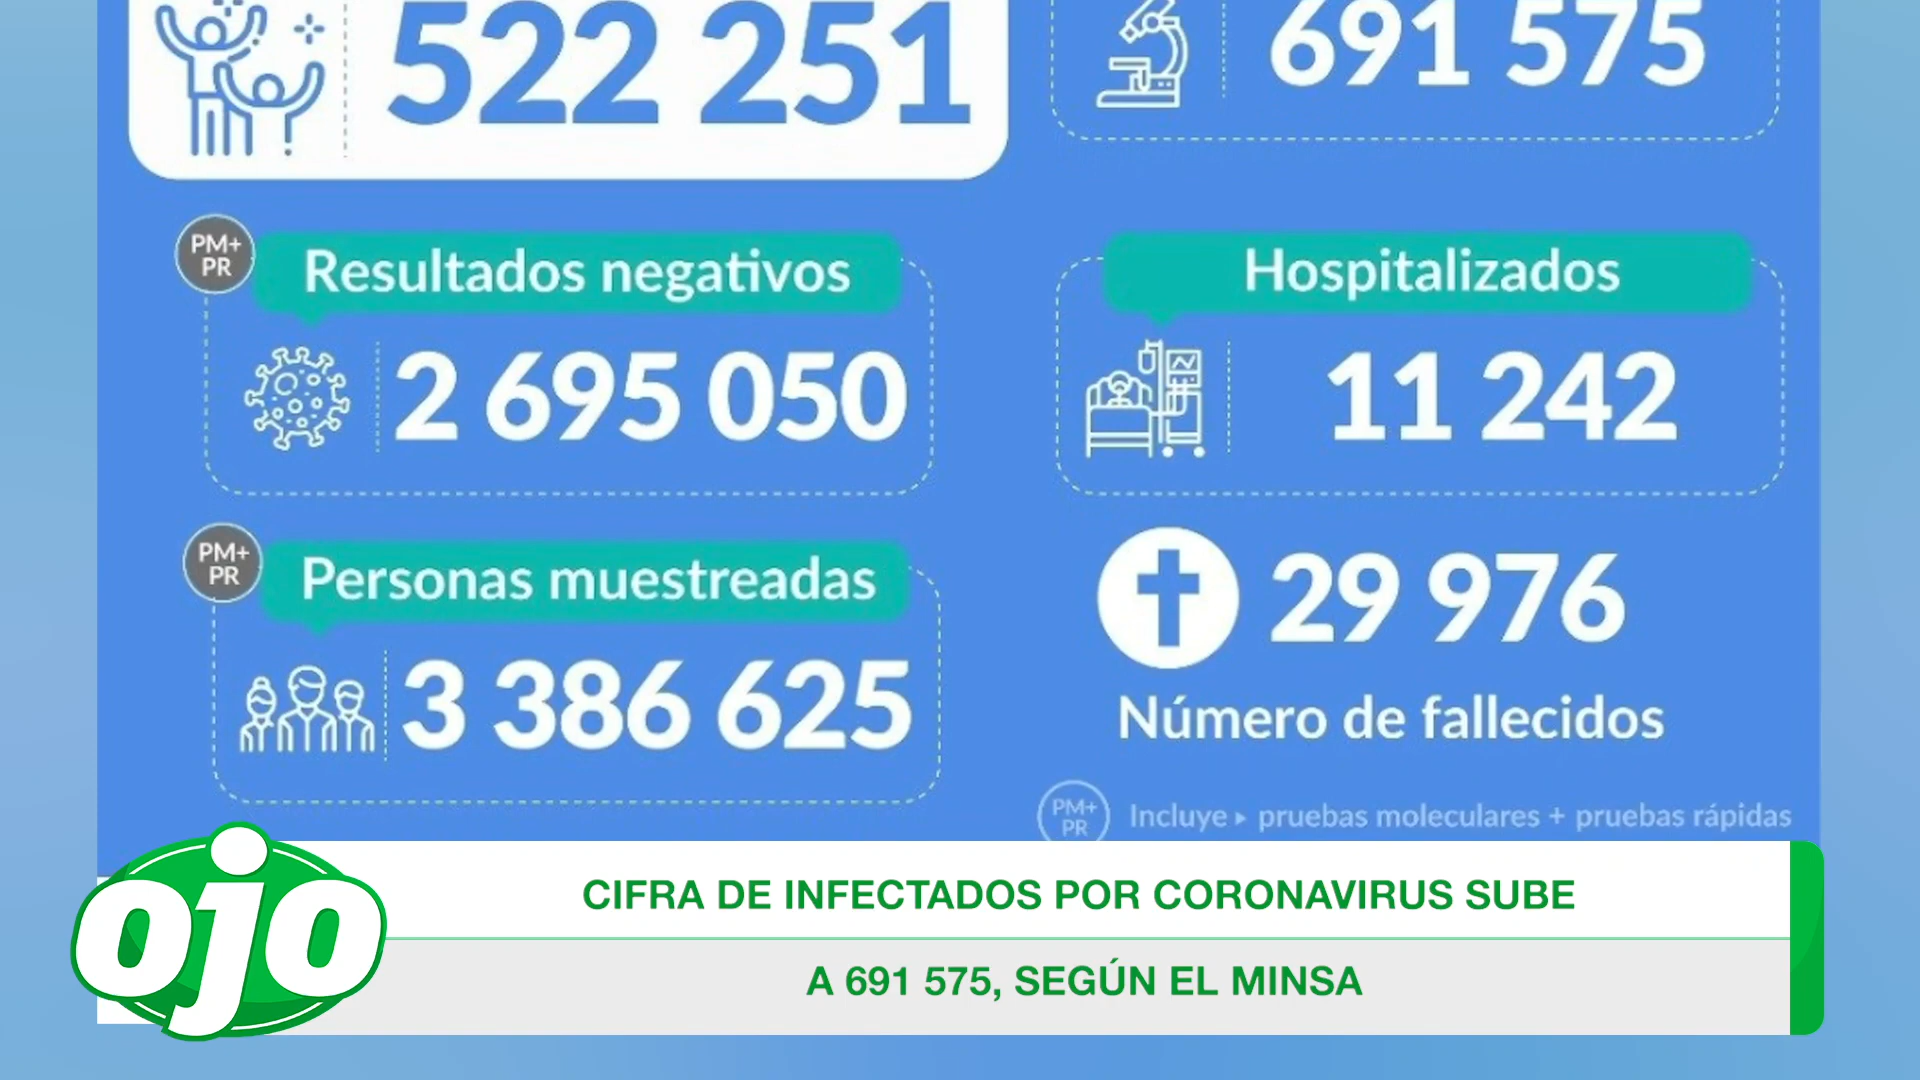 522 251
691 575
PM+
PR
Resultados negativos
2 695 050
Hospitalizados
11 242
PM+
PR
Personas muestreadas
3 386 625
29 976
Número de fallecidos
PM+
PR
Incluye ▸ pruebas moleculares + pruebas rápidas
ojo
CIFRA DE INFECTADOS POR CORONAVIRUS SUBE
A 691 575, SEGÚN EL MINSA